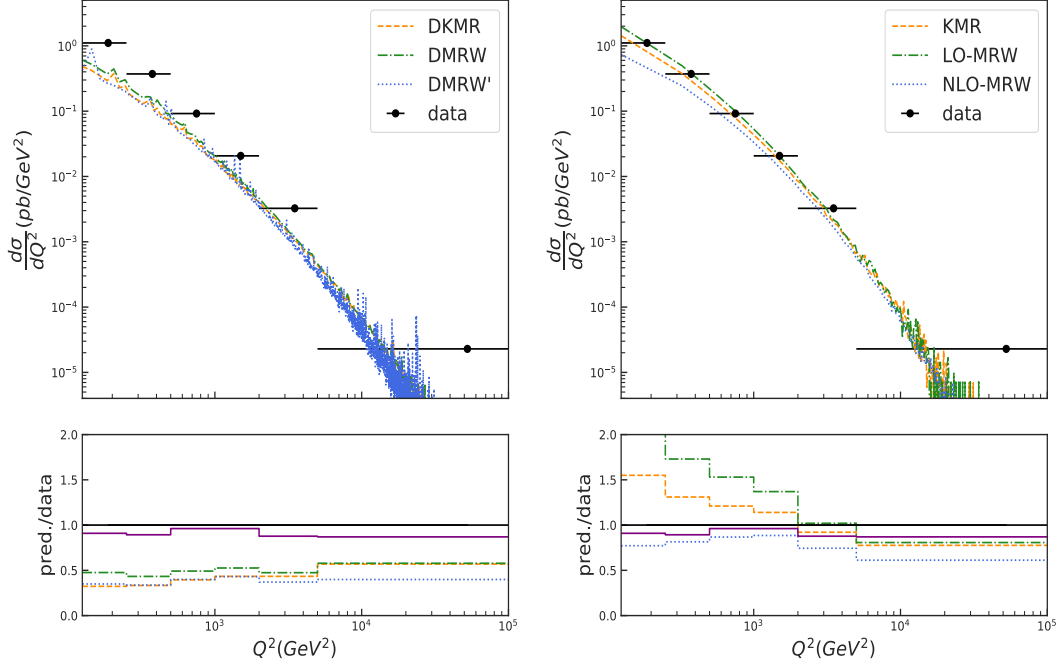 dσ/dQ² (pb/GeV²)
10⁰
10⁻¹
10⁻²
10⁻³
10⁻⁴
10⁻⁵
DKMR
DMRW
DMRW'
data
dσ/dQ² (pb/GeV²)
10⁰
10⁻¹
10⁻²
10⁻³
10⁻⁴
10⁻⁵
KMR
LO-MRW
NLO-MRW
data
pred./data
2.0
1.5
1.0
0.5
0.0
10³
10⁴
10⁵
Q²(GeV²)
pred./data
2.0
1.5
1.0
0.5
0.0
10³
10⁴
10⁵
Q²(GeV²)